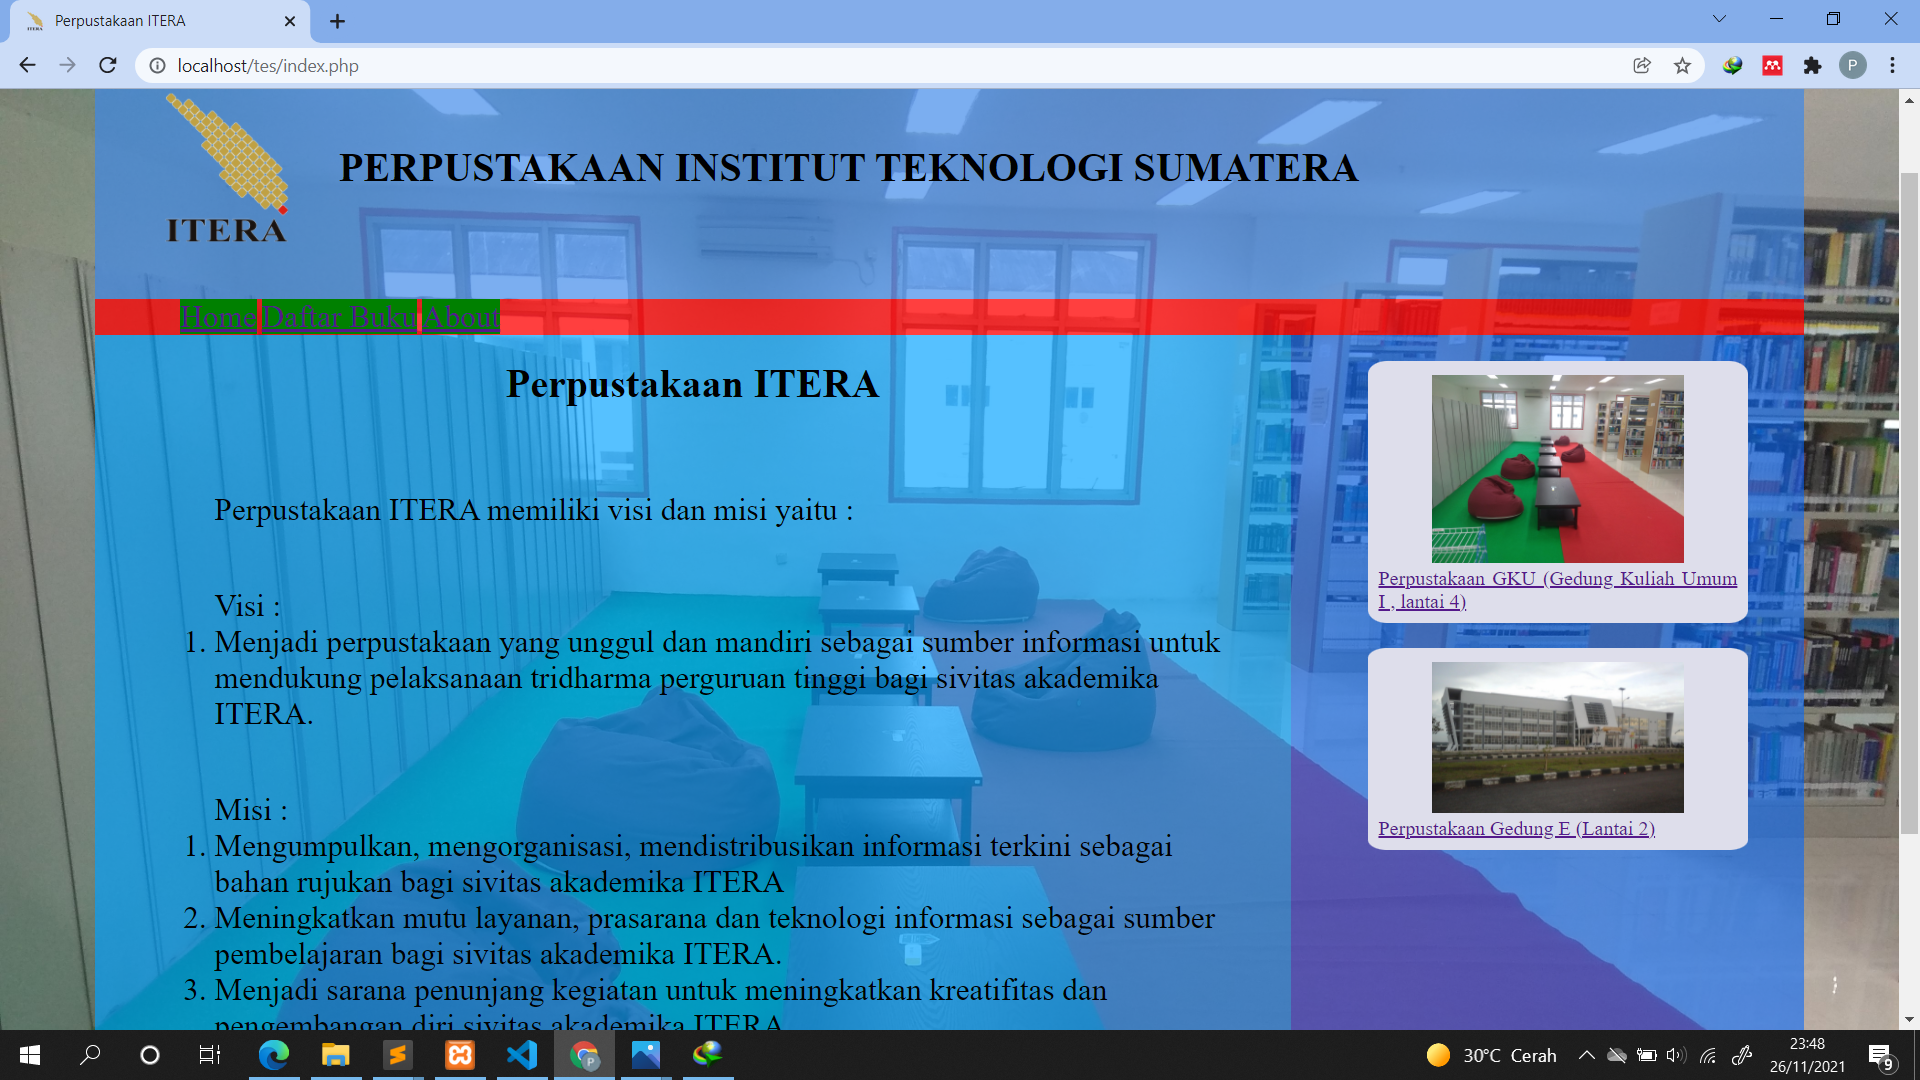 Perpustakaan ITERA
localhost/tes/index.php
P
ITERA
PERPUSTAKAAN INSTITUT TEKNOLOGI SUMATERA
Home Daftar Buku About
Perpustakaan ITERA
Perpustakaan ITERA memiliki visi dan misi yaitu :
Visi :
1. Menjadi perpustakaan yang unggul dan mandiri sebagai sumber informasi untuk
mendukung pelaksanaan tridharma perguruan tinggi bagi sivitas akademika
ITERA.
Misi :
1. Mengumpulkan, mengorganisasi, mendistribusikan informasi terkini sebagai
bahan rujukan bagi sivitas akademika ITERA
2. Meningkatkan mutu layanan, prasarana dan teknologi informasi sebagai sumber
pembelajaran bagi sivitas akademika ITERA.
3. Menjadi sarana penunjang kegiatan untuk meningkatkan kreatifitas dan
pengembangan diri sivitas akademika ITERA
Perpustakaan GKU (Gedung Kuliah Umum
I , lantai 4)
Perpustakaan Gedung E (Lantai 2)
30°C Cerah
23:48
26/11/2021
9